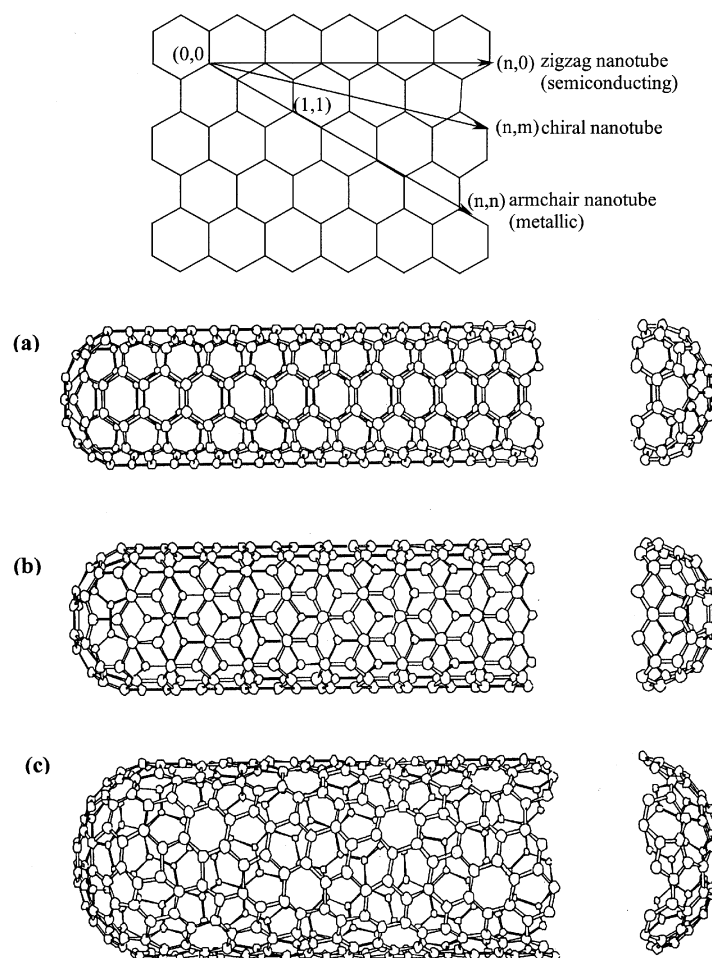 (0,0
(n,0) zigzag nanotube
(semiconducting)
(1,1)
(n,m) chiral nanotube
(n,n) armchair nanotube
(metallic)
(a)
(b)
(c)